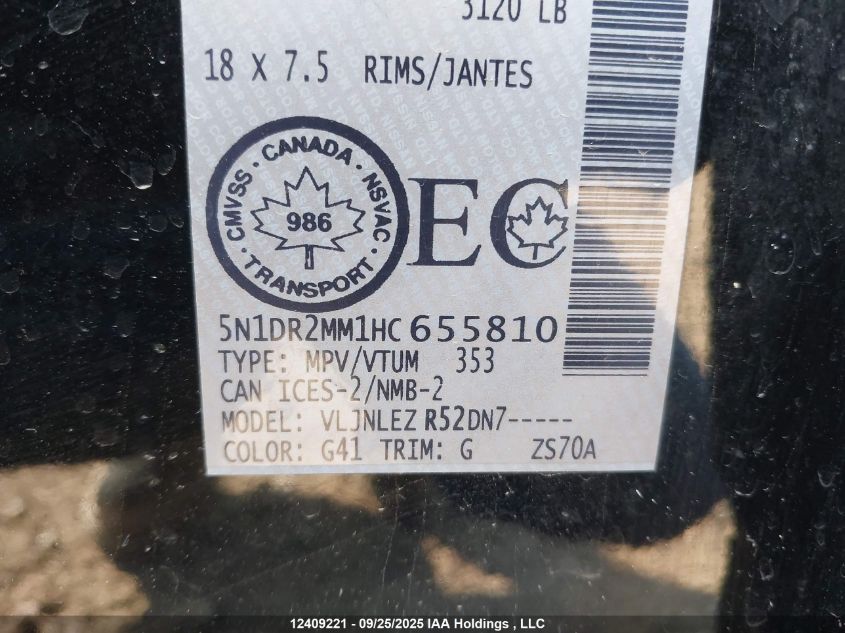 3120 LB
18 X 7.5 RIMS/JANTES
CMVSS · CANADA · NSVAC · TRANSPORT ·
986
EC
5N1DR2MM1HC655810
TYPE: MPV/VTUM 353
CAN ICES-2/NMB-2
MODEL: VLJNLEZ R52DN7-----
COLOR: G41 TRIM: G ZS70A
12409221 - 09/25/2025 IAA Holdings , LLC